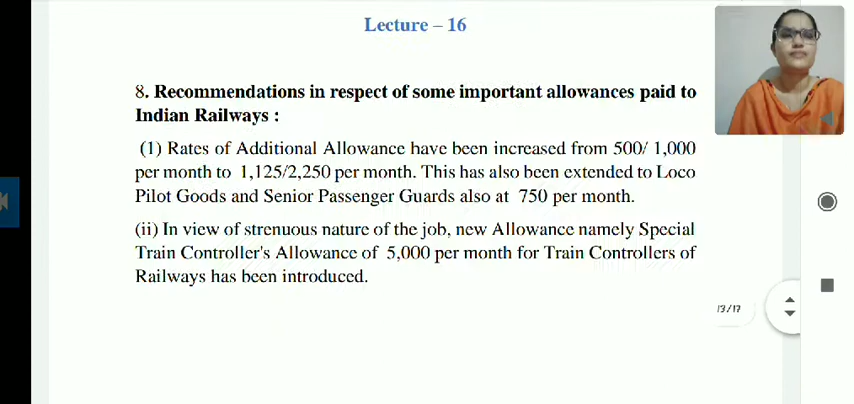 Lecture – 16
8. Recommendations in respect of some important allowances paid to
Indian Railways :
(1) Rates of Additional Allowance have been increased from 500/ 1,000
per month to 1,125/2,250 per month. This has also been extended to Loco
Pilot Goods and Senior Passenger Guards also at 750 per month.
(ii) In view of strenuous nature of the job, new Allowance namely Special
Train Controller's Allowance of 5,000 per month for Train Controllers of
Railways has been introduced.
13/17